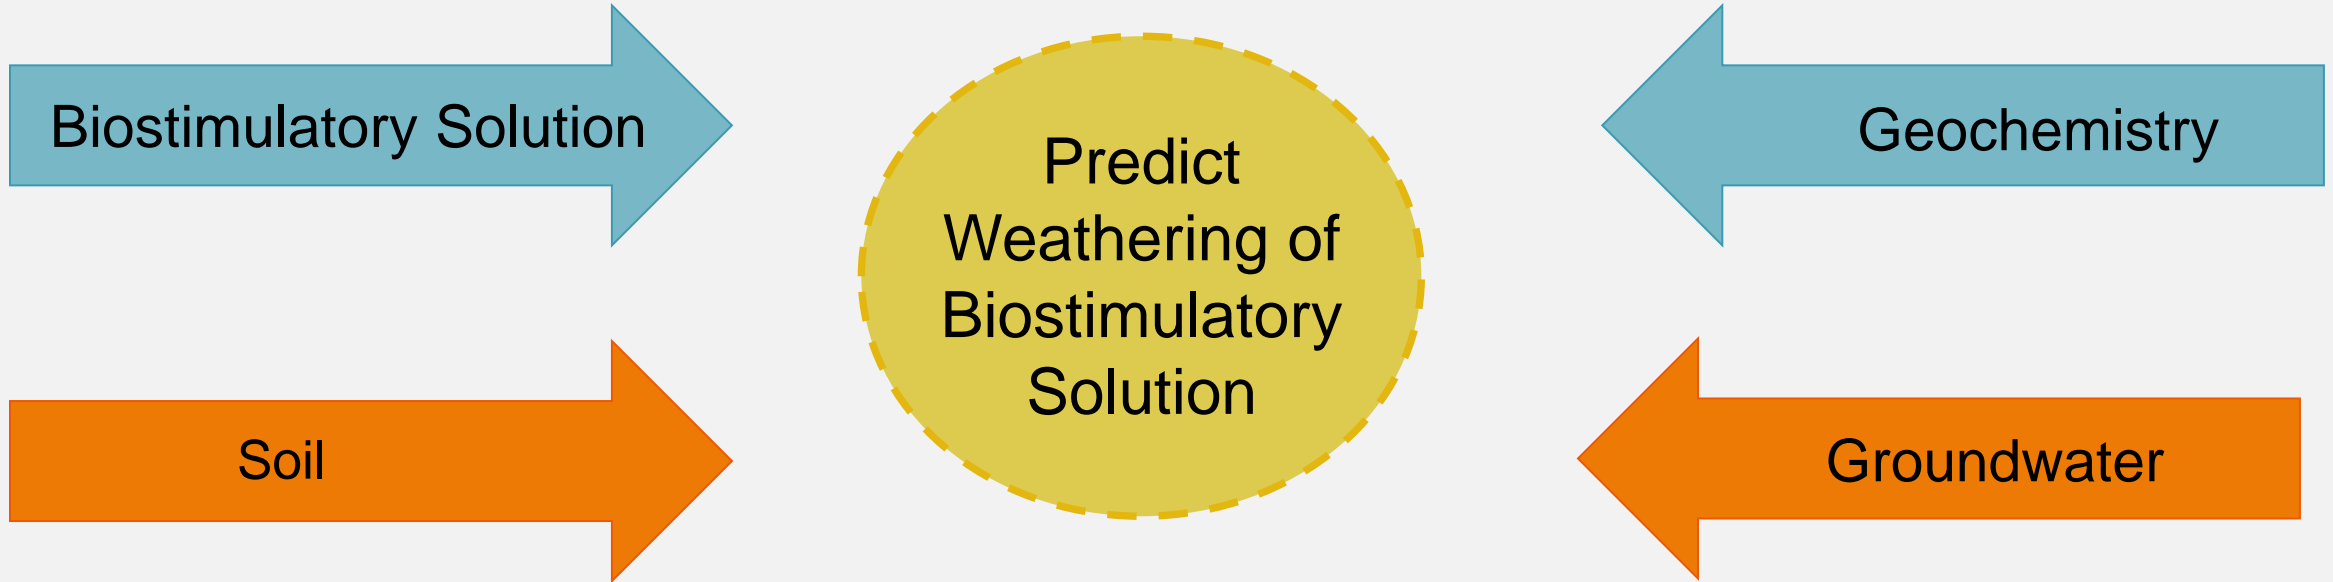 Biostimulatory Solution
Soil
Predict
Weathering of
Biostimulatory
Solution
Geochemistry
Groundwater